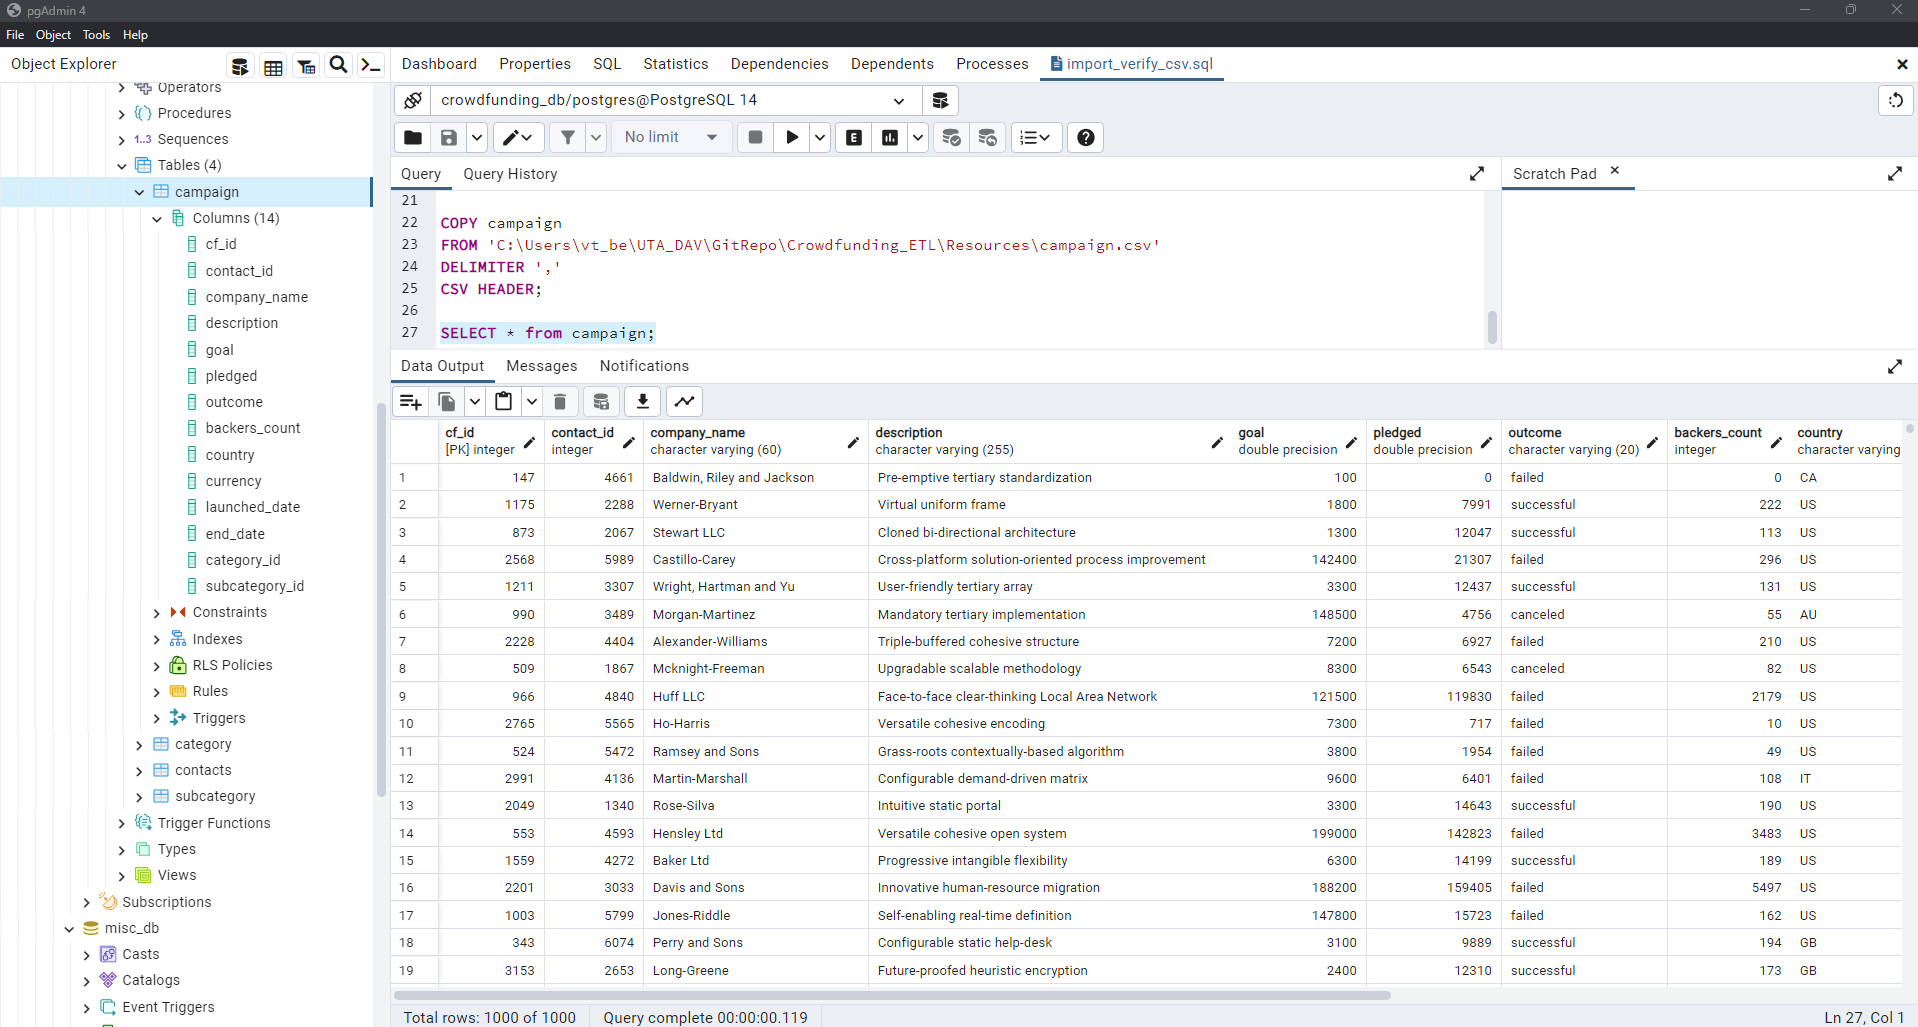 pgAdmin 4
File Object Tools Help
Object Explorer
Dashboard Properties SQL Statistics Dependencies Dependents Processes import_verify_csv.sql
Operators
Procedures
1..3 Sequences
Tables (4)
campaign
Columns (14)
cf_id
contact_id
company_name
description
goal
pledged
outcome
backers_count
country
currency
launched_date
end_date
category_id
subcategory_id
Constraints
Indexes
RLS Policies
Rules
Triggers
category
contacts
subcategory
Trigger Functions
Types
Views
Subscriptions
misc_db
Casts
Catalogs
Event Triggers
crowdfunding_db/postgres@PostgreSQL 14
No limit
E
Query Query History
Scratch Pad
21
22 COPY campaign
23 FROM 'C:\Users\vt_be\UTA_DAV\GitRepo\Crowdfunding_ETL\Resources\campaign.csv'
24 DELIMITER ','
25 CSV HEADER;
26
27 SELECT * from campaign;
Data Output Messages Notifications
cf_id contact_id company_name description goal pledged outcome backers_count country
[PK] integer integer character varying (60) character varying (255) double precision double precision character varying (20) integer character varying
1 147 4661 Baldwin, Riley and Jackson Pre-emptive tertiary standardization 100 0 failed 0 CA
2 1175 2288 Werner-Bryant Virtual uniform frame 1800 7991 successful 222 US
3 873 2067 Stewart LLC Cloned bi-directional architecture 1300 12047 successful 113 US
4 2568 5989 Castillo-Carey Cross-platform solution-oriented process improvement 142400 21307 failed 296 US
5 1211 3307 Wright, Hartman and Yu User-friendly tertiary array 3300 12437 successful 131 US
6 990 3489 Morgan-Martinez Mandatory tertiary implementation 148500 4756 canceled 55 AU
7 2228 4404 Alexander-Williams Triple-buffered cohesive structure 7200 6927 failed 210 US
8 509 1867 Mcknight-Freeman Upgradable scalable methodology 8300 6543 canceled 82 US
9 966 4840 Huff LLC Face-to-face clear-thinking Local Area Network 121500 119830 failed 2179 US
10 2765 5565 Ho-Harris Versatile cohesive encoding 7300 717 failed 10 US
11 524 5472 Ramsey and Sons Grass-roots contextually-based algorithm 3800 1954 failed 49 US
12 2991 4136 Martin-Marshall Configurable demand-driven matrix 9600 6401 failed 108 IT
13 2049 1340 Rose-Silva Intuitive static portal 3300 14643 successful 190 US
14 553 4593 Hensley Ltd Versatile cohesive open system 199000 142823 failed 3483 US
15 1559 4272 Baker Ltd Progressive intangible flexibility 6300 14199 successful 189 US
16 2201 3033 Davis and Sons Innovative human-resource migration 188200 159405 failed 5497 US
17 1003 5799 Jones-Riddle Self-enabling real-time definition 147800 15723 failed 162 US
18 343 6074 Perry and Sons Configurable static help-desk 3100 9889 successful 194 GB
19 3153 2653 Long-Greene Future-proofed heuristic encryption 2400 12310 successful 173 GB
Total rows: 1000 of 1000 Query complete 00:00:00.119
Ln 27, Col 1